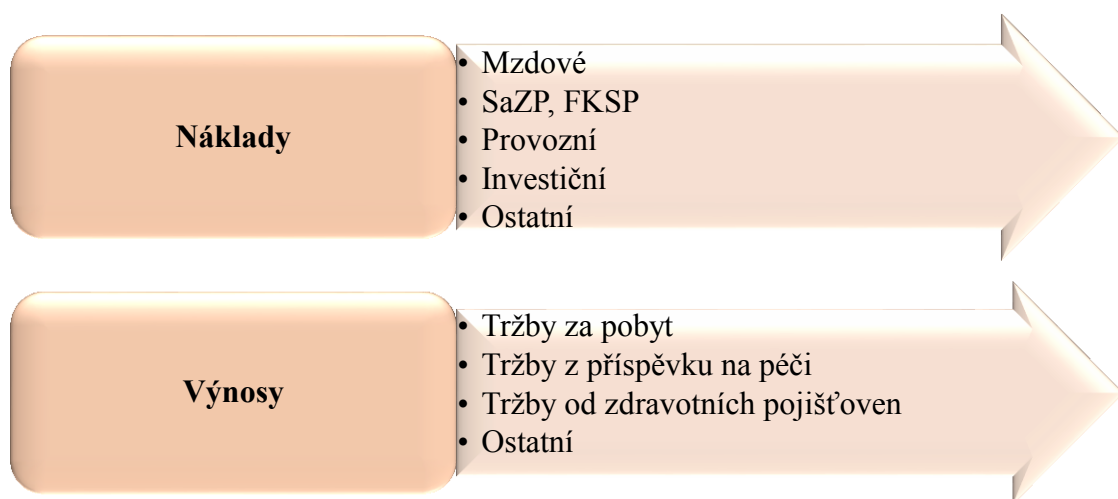 Náklady
• Mzdové
• SaZP, FKSP
• Provozní
• Investiční
• Ostatní
Výnosy
• Tržby za pobyt
• Tržby z příspěvku na péči
• Tržby od zdravotních pojišťoven
• Ostatní